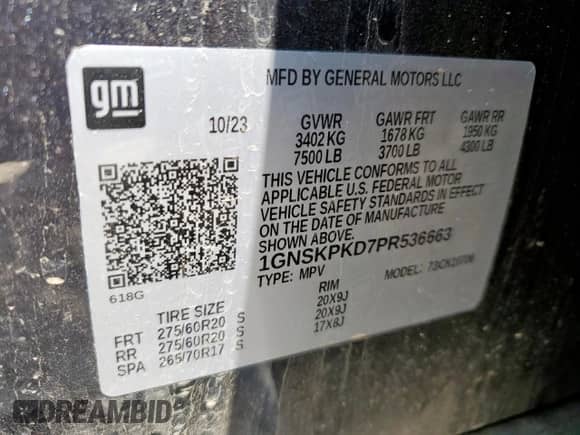 gm
MFD BY GENERAL MOTORS LLC
10/23 GVWR GAWR FRT GAWR RR
3402 KG 1678 KG 1950 KG
7500 LB 3700 LB 4300 LB
THIS VEHICLE CONFORMS TO ALL
APPLICABLE U.S. FEDERAL MOTOR
VEHICLE SAFETY STANDARDS IN EFFECT
ON THE DATE OF MANUFACTURE
SHOWN ABOVE.
1GNSKPKD7PR536663
TYPE: MPV MODEL:
618G
TIRE SIZE RIM
FRT 275/60R20 S 20X9J
RR 275/60R20 S 20X9J
SPA 265/70R17 S 17X8J
DREAMBID